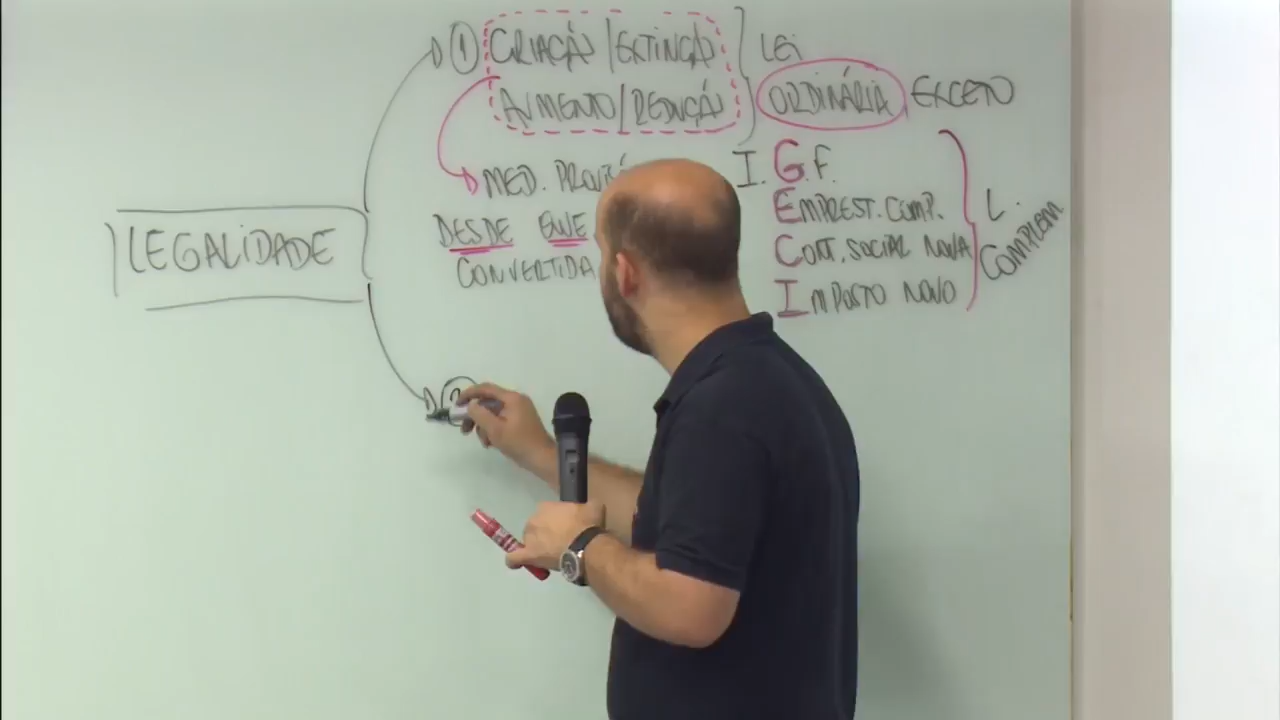 LEGALIDADE
1 CRIAÇÃO/EXTINÇÃO
AUMENTO/REDUÇÃO
LEI
ORDINÁRIA EXCETO
MED. PROVIS
DESDE QUE
CONVERTIDA
I. G. F.
EMPREST. COMP.
CONT. SOCIAL NOVA
IMPOSTO NOVO
L.
COMPLEM
2